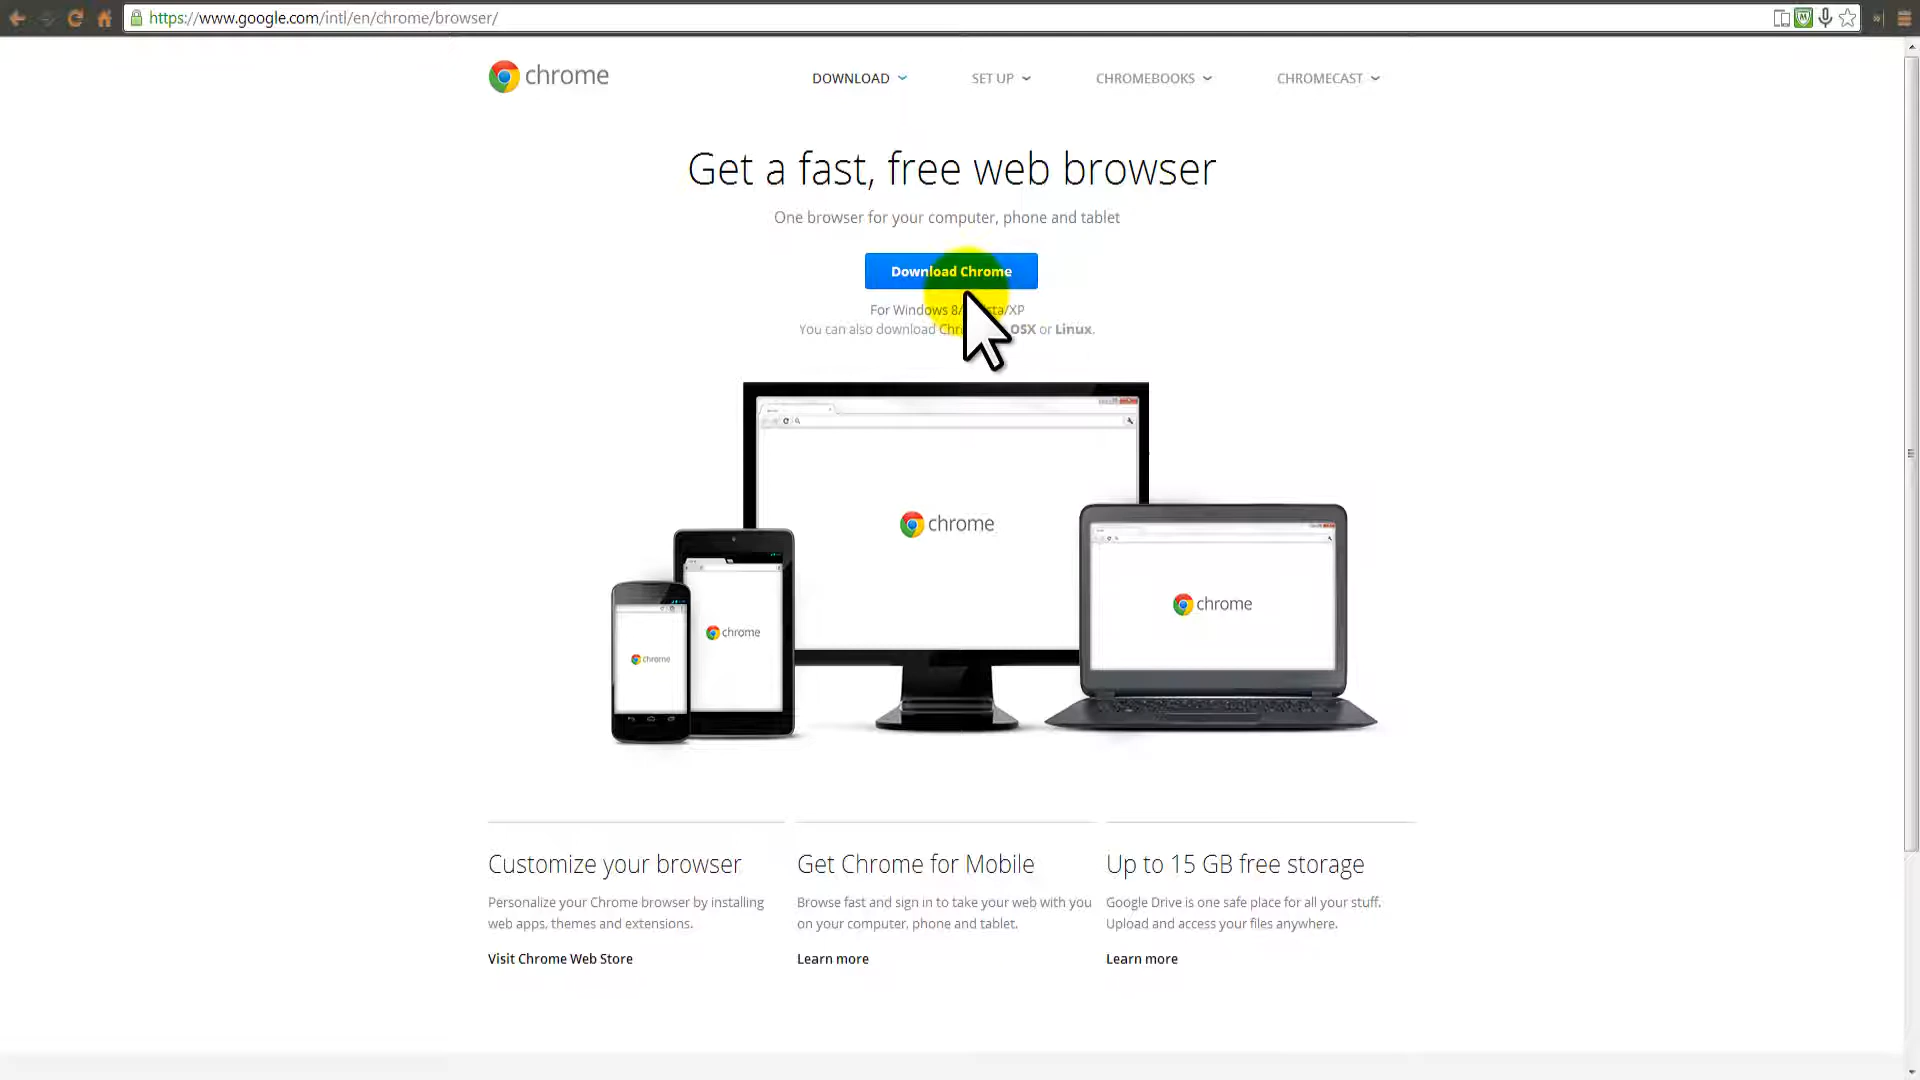 https://www.google.com/intl/en/chrome/browser/
chrome
DOWNLOAD
SET UP
CHROMEBOOKS
CHROMECAST
Get a fast, free web browser
One browser for your computer, phone and tablet
Download Chrome
For Windows 8/ /XP
You can also download OSX or Linux.
chrome
chrome
chrome
chrome
Customize your browser
Personalize your Chrome browser by installing
web apps, themes and extensions.
Visit Chrome Web Store
Get Chrome for Mobile
Browse fast and sign in to take your web with you
on your computer, phone and tablet.
Learn more
Up to 15 GB free storage
Google Drive is one safe place for all your stuff.
Upload and access your files anywhere.
Learn more